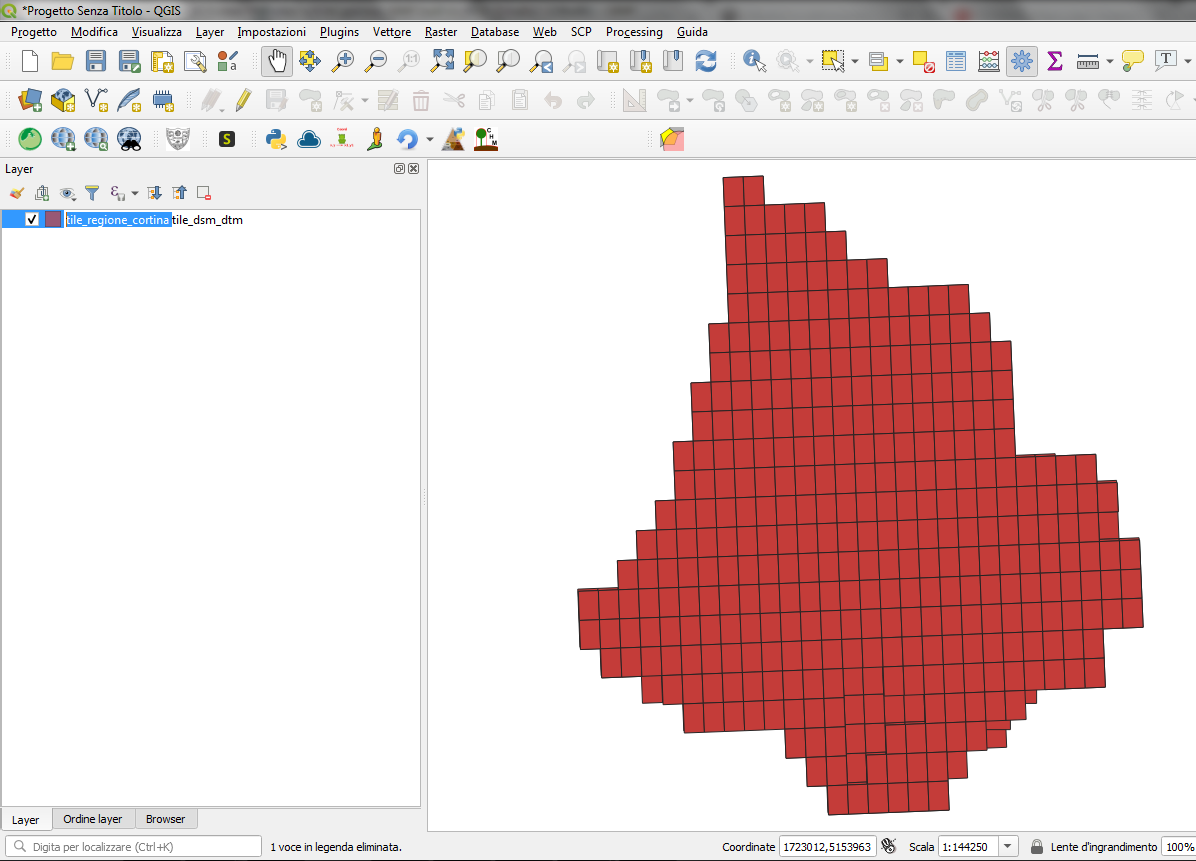 *Progetto Senza Titolo - QGIS
Progetto Modifica Visualizza Layer Impostazioni Plugins Vettore Raster Database Web SCP Processing Guida
Layer
tile_regione_cortina tile_dsm_dtm
Layer Ordine layer Browser
Digita per localizzare (Ctrl+K) 1 voce in legenda eliminata. Coordinate 1723012,5153963 Scala 1:144250 Lente d'ingrandimento 100%